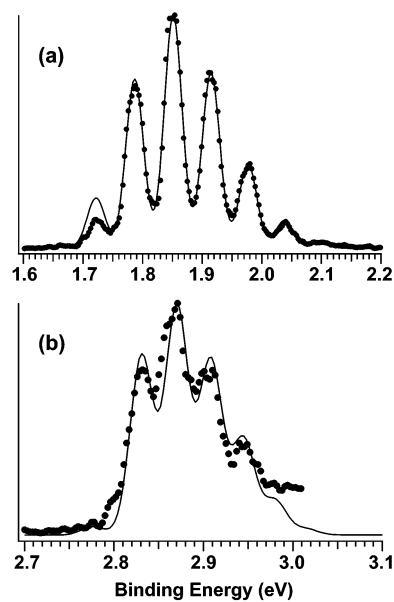 (a)
1.6 1.7 1.8 1.9 2.0 2.1 2.2
(b)
2.7 2.8 2.9 3.0 3.1
Binding Energy (eV)